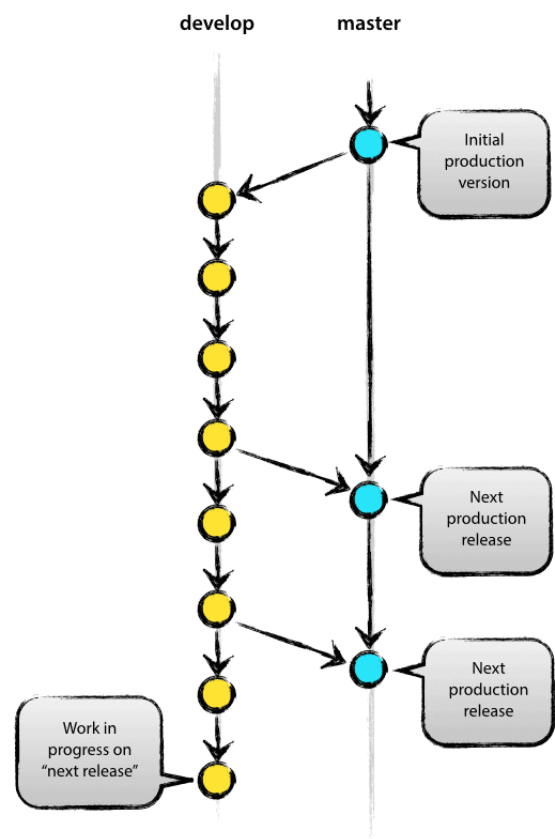 develop
master
Initial
production
version
Next
production
release
Next
production
release
Work in
progress on
“next release”